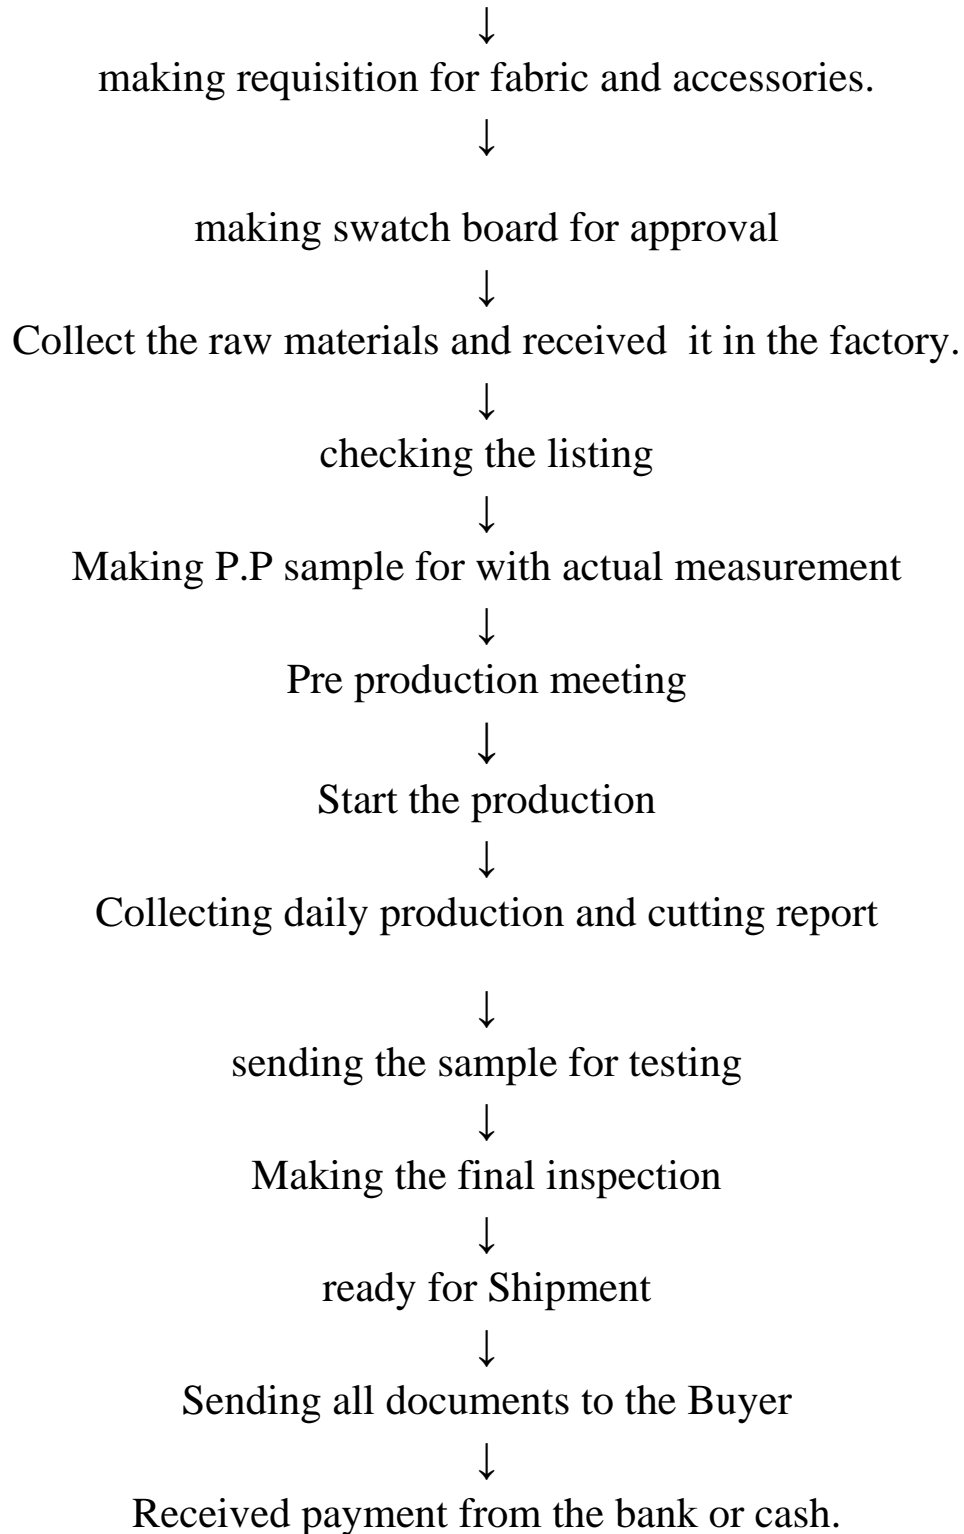 ↓
making requisition for fabric and accessories.
↓
making swatch board for approval
↓
Collect the raw materials and received  it in the factory.
↓
checking the listing
↓
Making P.P sample for with actual measurement
↓
Pre production meeting
↓
Start the production
↓
Collecting daily production and cutting report
↓
sending the sample for testing
↓
Making the final inspection
↓
ready for Shipment
↓
Sending all documents to the Buyer
↓
Received payment from the bank or cash.